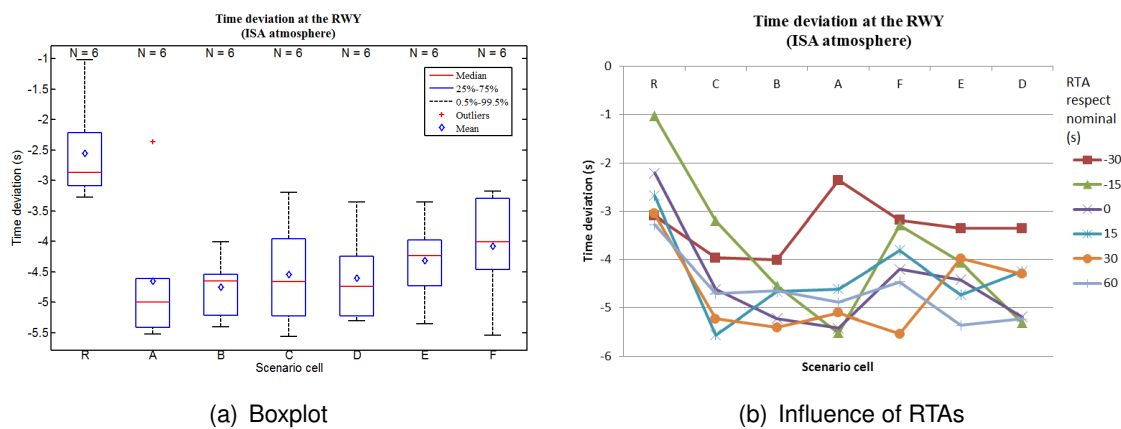 Time deviation at the RWY
(ISA atmosphere)
N = 6 N = 6 N = 6 N = 6 N = 6 N = 6 N = 6
-1
-1.5
-2
-2.5
-3
-3.5
-4
-4.5
-5
-5.5
Time deviation (s)
Median
25%-75%
0.5%-99.5%
Outliers
Mean
R A B C D E F
Scenario cell
(a) Boxplot
Time deviation at the RWY
(ISA atmosphere)
0
-1
-2
-3
-4
-5
-6
Time deviation (s)
R C B A F E D
Scenario cell
RTA
respect
nominal
(s)
-30
-15
0
15
30
60
(b) Influence of RTAs